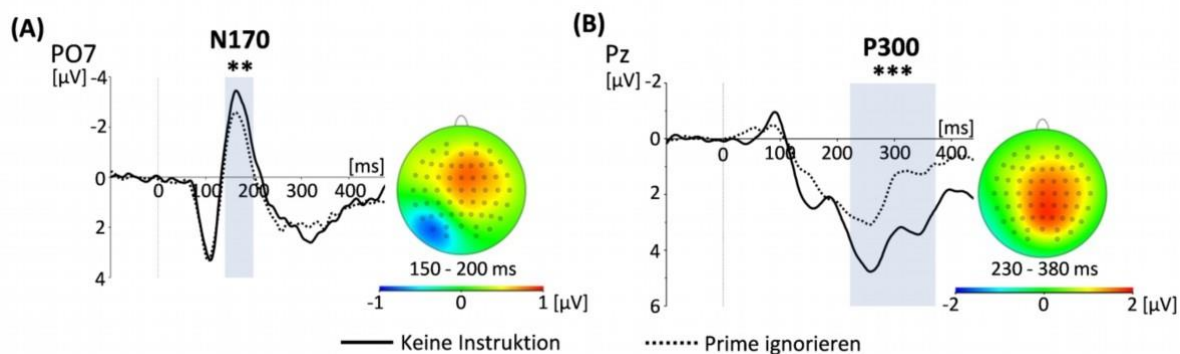 (A)
N170
**
PO7
[µV]
-4
-2
0
2
4
[ms]
0 100 200 300 400
150 - 200 ms
-1 0 1 [µV]
(B)
P300
***
Pz
[µV]
-2
0
2
4
6
[ms]
0 100 200 300 400
230 - 380 ms
-2 0 2 [µV]
Keine Instruktion
Prime ignorieren